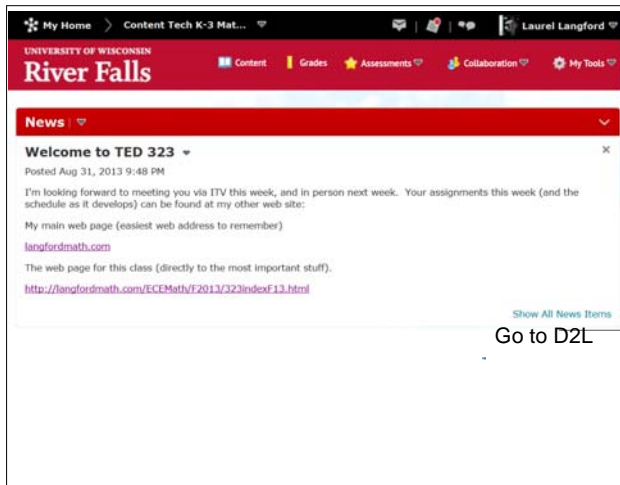 My Home > Content Tech K-3 Mat... Laurel Langford
UNIVERSITY OF WISCONSIN
River Falls
Content Grades Assessments Collaboration My Tools
News
Welcome to TED 323
Posted Aug 31, 2013 9:48 PM
I'm looking forward to meeting you via ITV this week, and in person next week. Your assignments this week (and the
schedule as it develops) can be found at my other web site:
My main web page (easiest web address to remember)
langfordmath.com
The web page for this class (directly to the most important stuff).
http://langfordmath.com/ECEMath/F2013/323indexF13.html
Show All News Items
Go to D2L